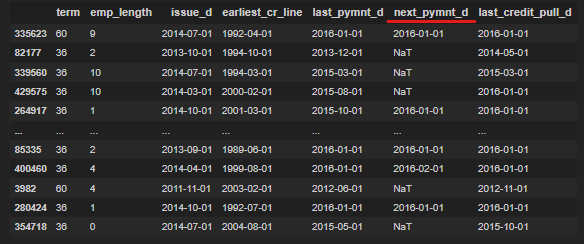 term emp_length issue_d earliest_cr_line last_pymnt_d next_pymnt_d last_credit_pull_d
335623 60 9 2014-07-01 1992-04-01 2016-01-01 2016-01-01 2016-01-01
82177 36 2 2013-10-01 1994-10-01 2013-12-01 NaT 2014-05-01
339560 36 10 2014-07-01 1994-03-01 2015-03-01 NaT 2015-03-01
429575 36 10 2014-03-01 2000-02-01 2015-08-01 NaT 2016-01-01
264917 36 1 2014-10-01 2001-03-01 2015-10-01 2016-01-01 2016-01-01
... ... ... ... ... ... ... ...
85335 36 2 2013-09-01 1989-06-01 2016-01-01 2016-01-01 2016-01-01
400460 36 4 2014-04-01 1999-08-01 2016-01-01 2016-02-01 2016-01-01
3982 60 4 2011-11-01 2003-02-01 2012-06-01 NaT 2012-11-01
280424 36 1 2014-10-01 1992-07-01 2016-01-01 2016-01-01 2016-01-01
354718 36 0 2014-07-01 2004-08-01 2015-05-01 NaT 2015-10-01